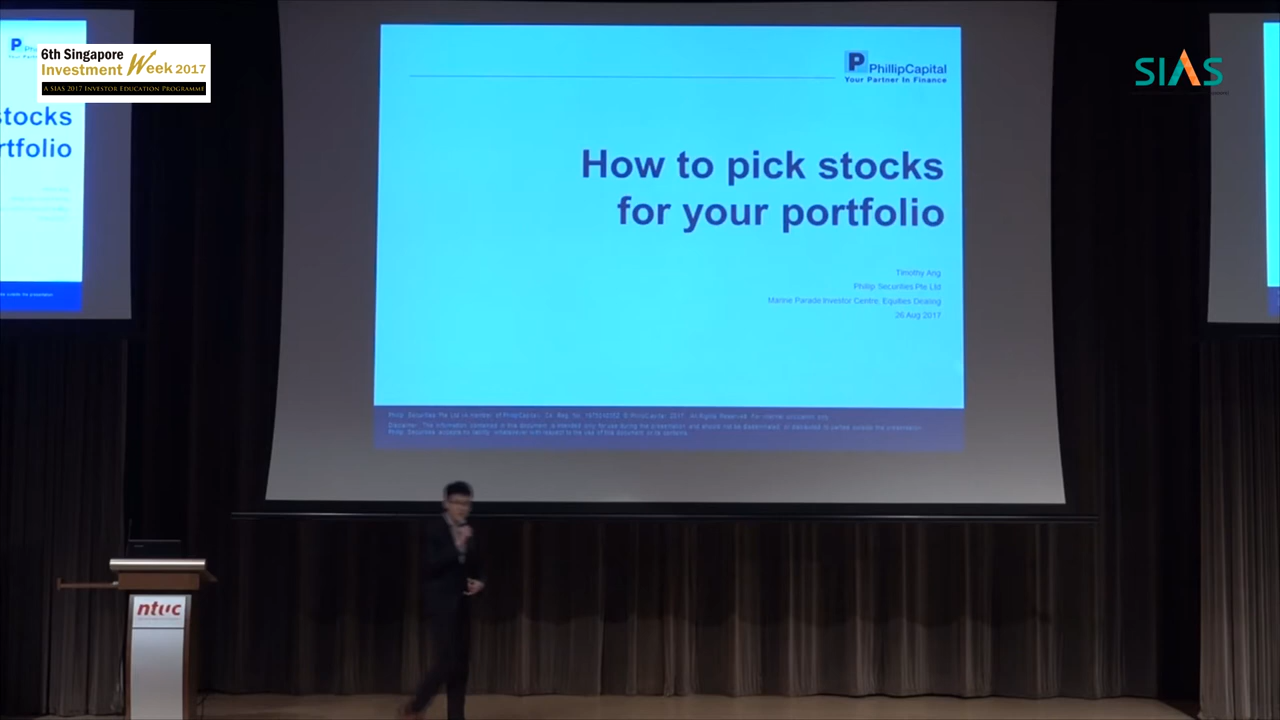 6th Singapore
Investment Week 2017
A SIAS 2017 INVESTOR EDUCATION PROGRAMME
stocks
rtfolio
P PhillipCapital
Your Partner In Finance
How to pick stocks
for your portfolio
Timothy Ang
Phillip Securities Pte Ltd
Marine Parade Investor Centre, Equities Dealing
26 Aug 2017
SIAS
ntuc